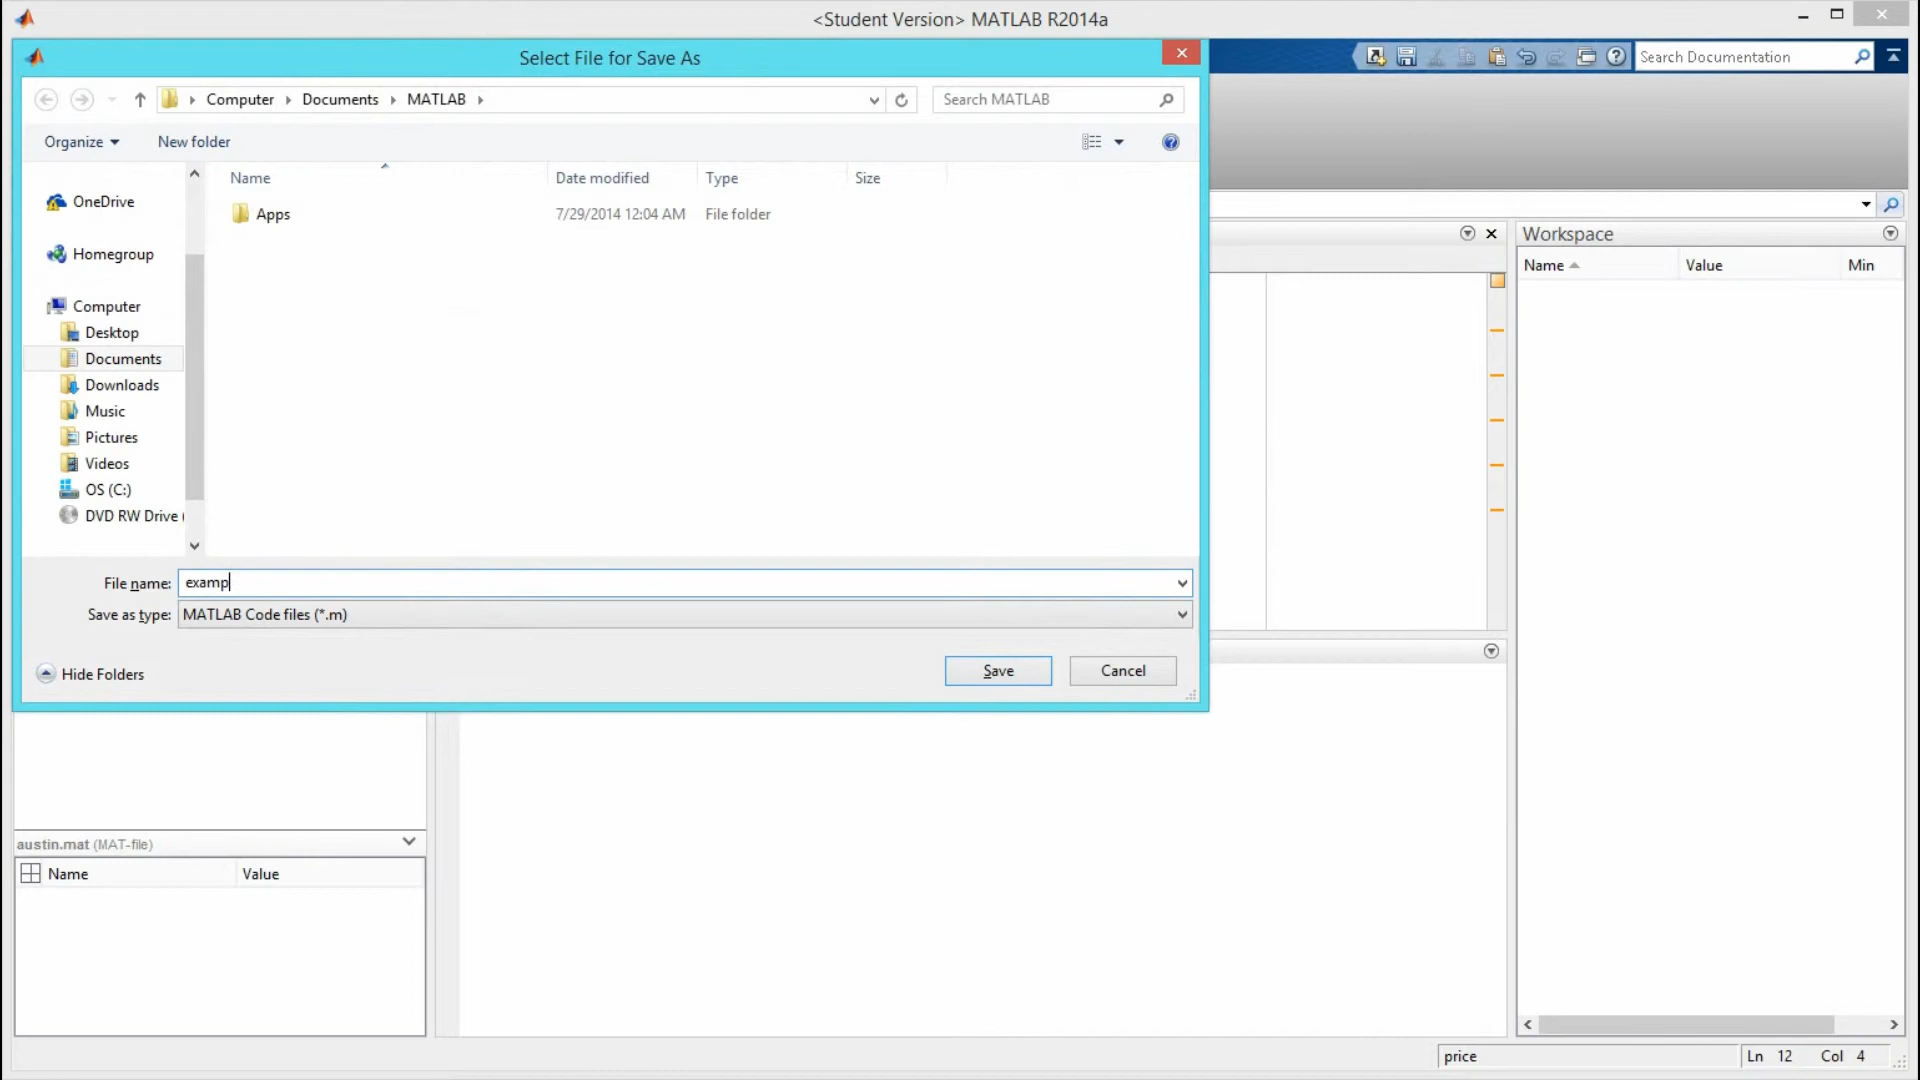 <Student Version> MATLAB R2014a
Select File for Save As
Search Documentation
Computer Documents MATLAB
Search MATLAB
Organize
New folder
Name Date modified Type Size
Apps 7/29/2014 12:04 AM File folder
OneDrive
Homegroup
Computer
Desktop
Documents
Downloads
Music
Pictures
Videos
OS (C:)
DVD RW Drive (
Workspace
Name Value Min
File name: examp
Save as type: MATLAB Code files (*.m)
Hide Folders
Save
Cancel
austin.mat (MAT-file)
Name Value
price
Ln 12 Col 4